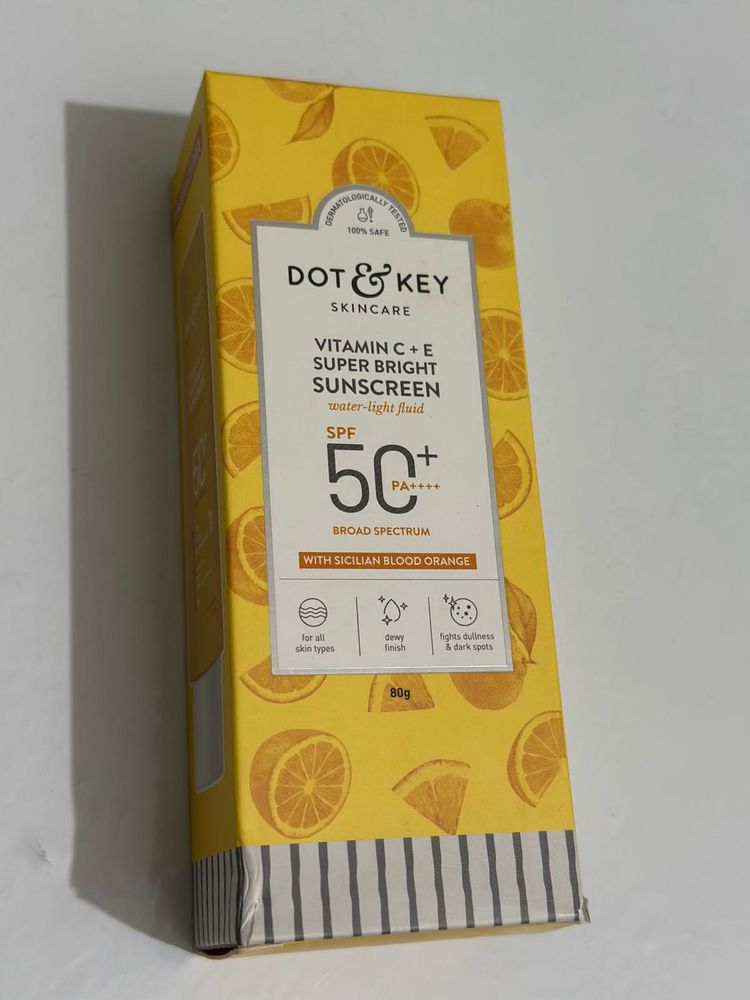 DERMATOLOGICALLY TESTED
100% SAFE
DOT & KEY
SKINCARE
VITAMIN C + E
SUPER BRIGHT
SUNSCREEN
water-light fluid
SPF
50+
PA++++
BROAD SPECTRUM
WITH SICILIAN BLOOD ORANGE
for all
skin types
dewy
finish
fights dullness
& dark spots
80g